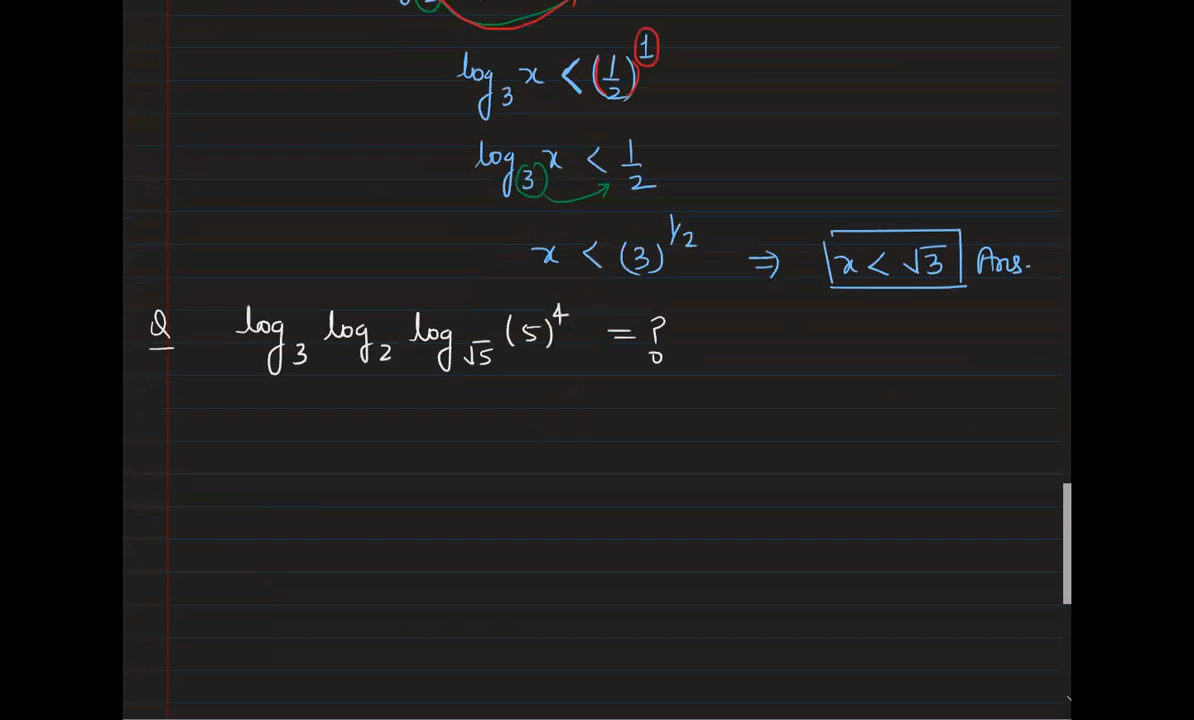 log₃ x < (1/2)¹
log₃ x < 1/2
x < (3)^1/2 ⇒ x < √3 Ans.
Q log₃ log₂ log_√5 (5)⁴ = ?